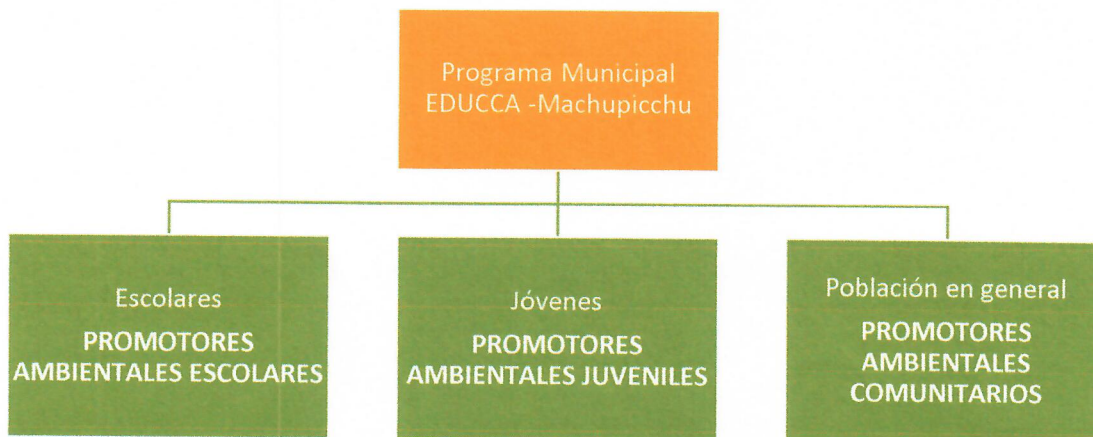 Programa Municipal
EDUCCA -Machupicchu
Escolares
PROMOTORES
AMBIENTALES ESCOLARES
Jóvenes
PROMOTORES
AMBIENTALES JUVENILES
Población en general
PROMOTORES
AMBIENTALES
COMUNITARIOS